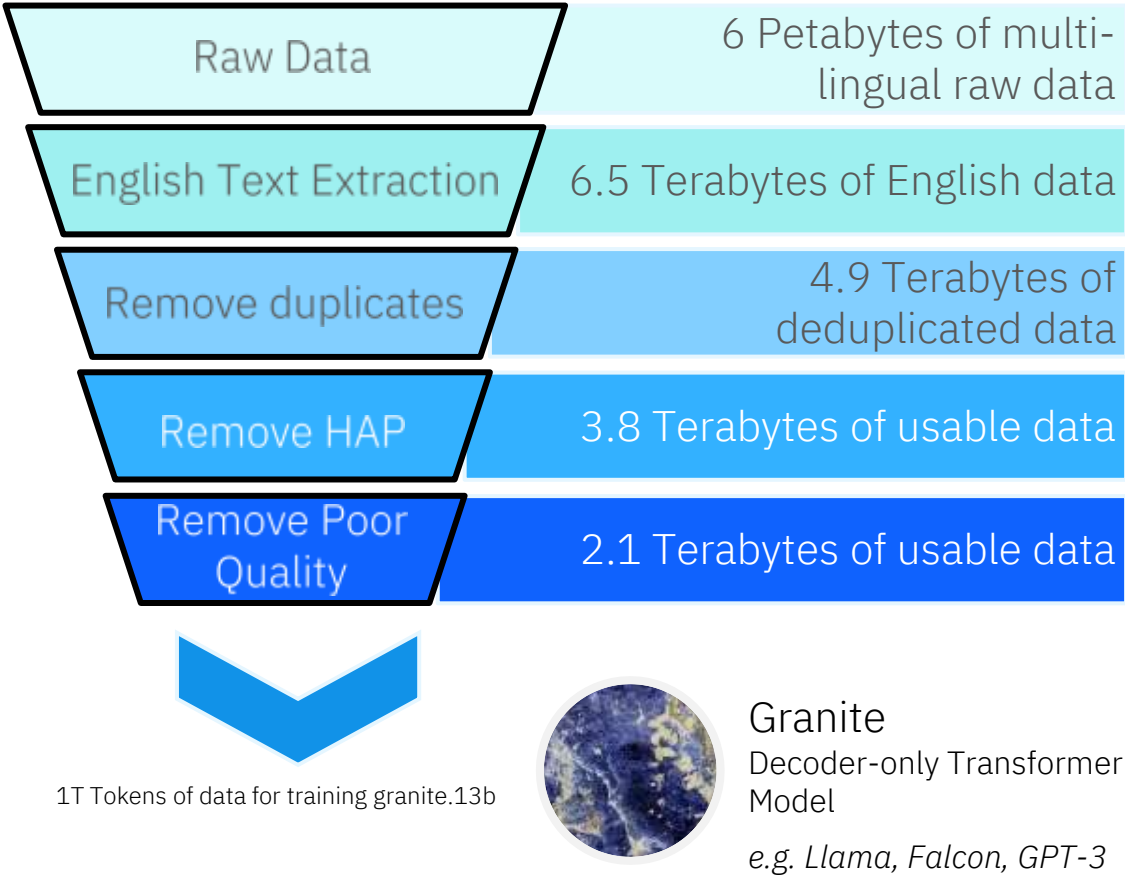 Raw Data
6 Petabytes of multi-
lingual raw data
English Text Extraction
6.5 Terabytes of English data
Remove duplicates
4.9 Terabytes of
deduplicated data
Remove HAP
3.8 Terabytes of usable data
Remove Poor
Quality
2.1 Terabytes of usable data
1T Tokens of data for training granite.13b
Granite
Decoder-only Transformer
Model
e.g. Llama, Falcon, GPT-3